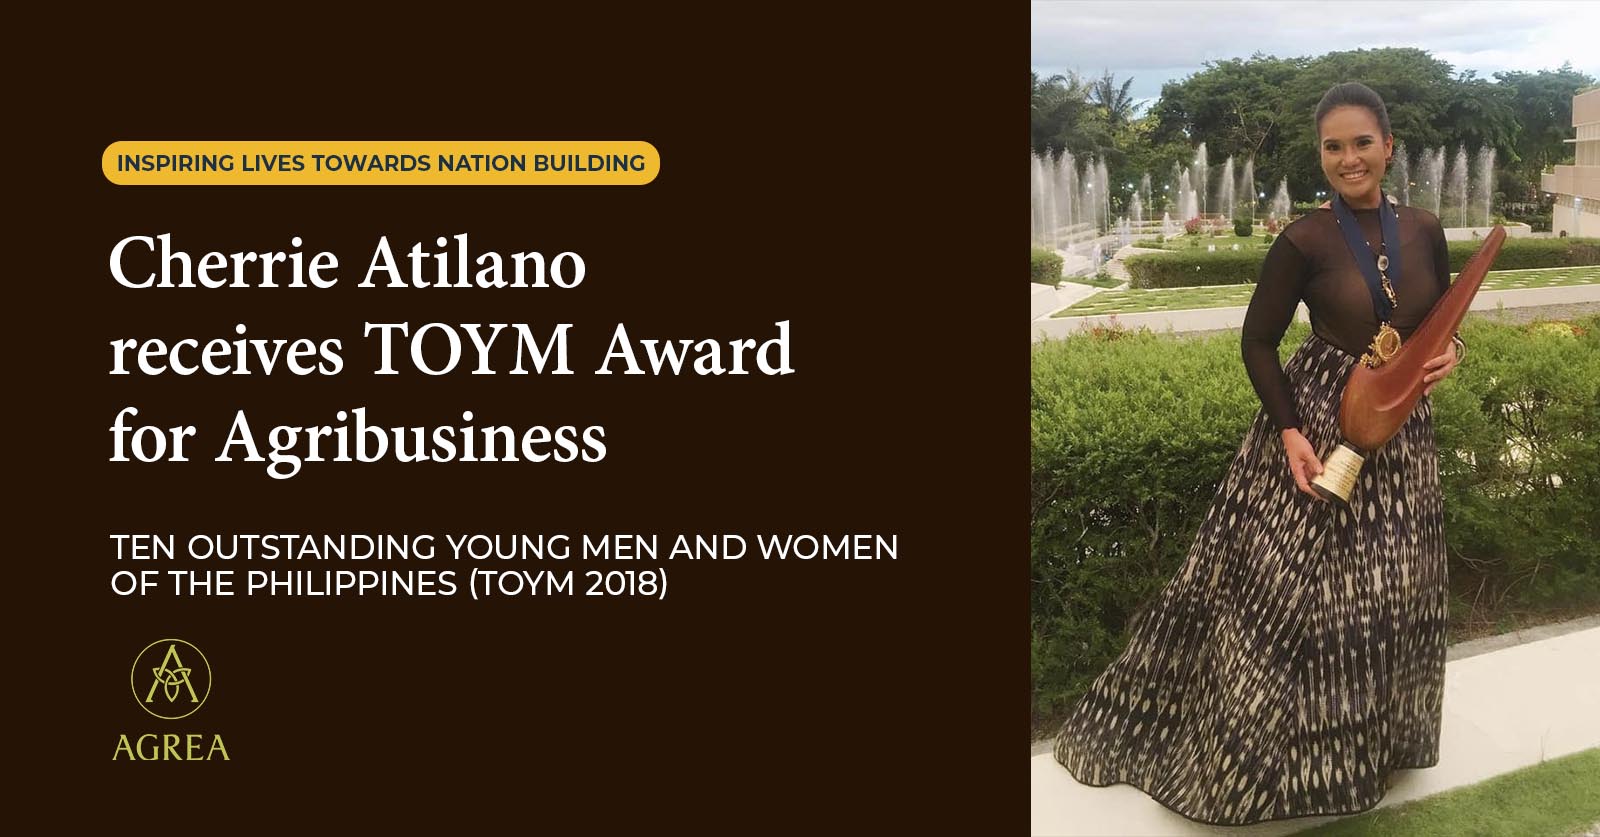 INSPIRING LIVES TOWARDS NATION BUILDING
Cherrie Atilano
receives TOYM Award
for Agribusiness
TEN OUTSTANDING YOUNG MEN AND WOMEN
OF THE PHILIPPINES (TOYM 2018)
AGREA